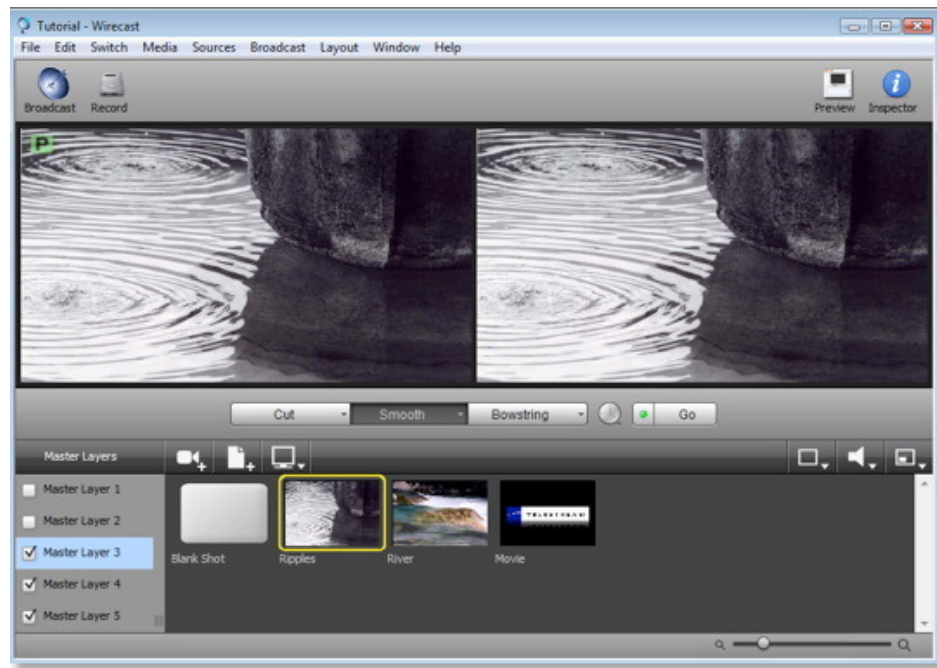 Tutorial - Wirecast
File Edit Switch Media Sources Broadcast Layout Window Help
Broadcast Record Preview Inspector
P
Cut Smooth Bowstring Go
Master Layers
Master Layer 1
Master Layer 2
Master Layer 3
Master Layer 4
Master Layer 5
Blank Shot Ripples River Movie
TELESTREAM